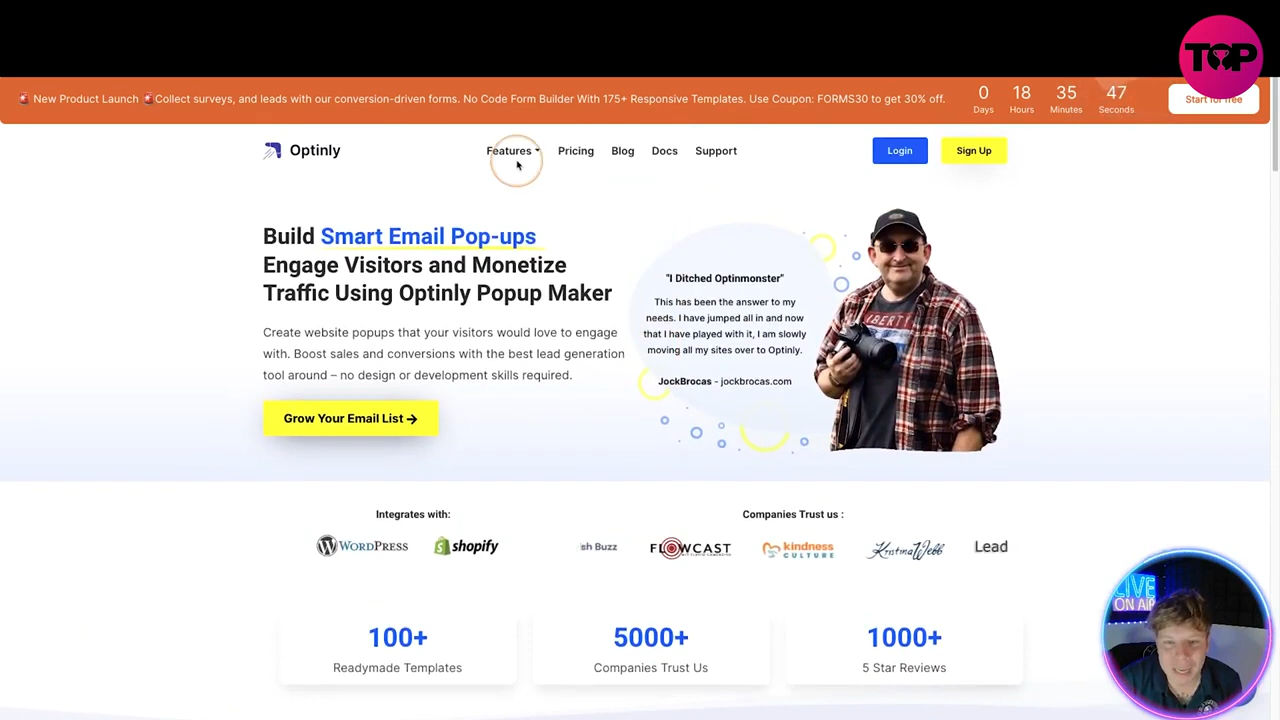 TOP
🚨 New Product Launch 🚨Collect surveys, and leads with our conversion-driven forms. No Code Form Builder With 175+ Responsive Templates. Use Coupon: FORMS30 to get 30% off.
0 18 35 47
Days Hours Minutes Seconds
Start for free
Optinly
Features Pricing Blog Docs Support
Login
Sign Up
Build Smart Email Pop-ups
Engage Visitors and Monetize
Traffic Using Optinly Popup Maker
Create website popups that your visitors would love to engage
with. Boost sales and conversions with the best lead generation
tool around – no design or development skills required.
Grow Your Email List →
"I Ditched Optinmonster"
This has been the answer to my
needs. I have jumped all in and now
that I have played with it, I am slowly
moving all my sites over to Optinly.
JockBrocas - jockbrocas.com
LIBERTY
Integrates with:
WORDPRESS
shopify
Companies Trust us :
sh Buzz
FLOWCAST
kindness
CULTURE
KristinaWebb
Lead
100+
Readymade Templates
5000+
Companies Trust Us
1000+
5 Star Reviews
LIVE
ON AIR